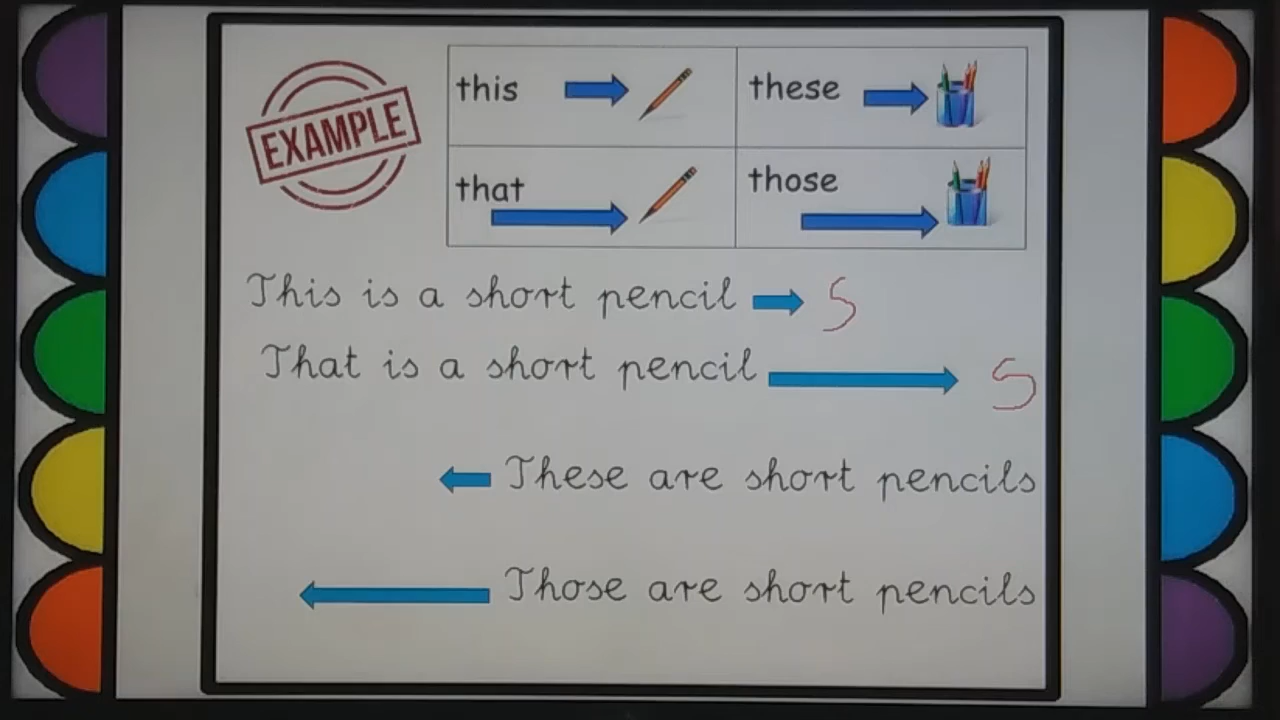 EXAMPLE
this
these
that
those
This is a short pencil S
That is a short pencil S
These are short pencils
Those are short pencils